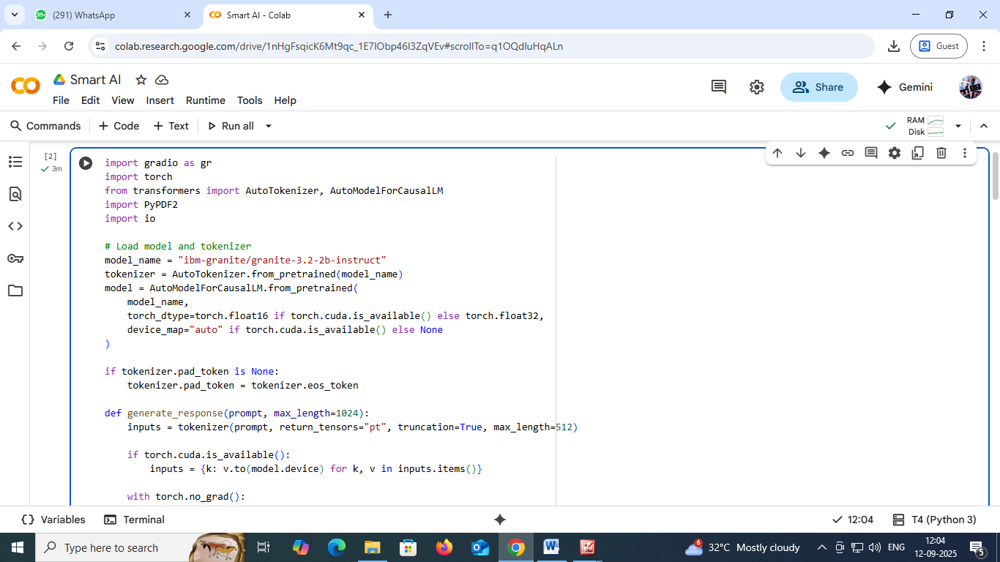 99+ (291) WhatsApp
Smart AI - Colab
colab.research.google.com/drive/1nHgFsqicK6Mt9qc_1E7IObp46I3ZqVEv#scrollTo=q1OQdIuHqALn
Guest
Smart AI
File Edit View Insert Runtime Tools Help
Share
Gemini
Commands + Code + Text Run all
RAM
Disk
[2]
3m
import gradio as gr
import torch
from transformers import AutoTokenizer, AutoModelForCausalLM
import PyPDF2
import io
# Load model and tokenizer
model_name = "ibm-granite/granite-3.2-2b-instruct"
tokenizer = AutoTokenizer.from_pretrained(model_name)
model = AutoModelForCausalLM.from_pretrained(
    model_name,
    torch_dtype=torch.float16 if torch.cuda.is_available() else torch.float32,
    device_map="auto" if torch.cuda.is_available() else None
)
if tokenizer.pad_token is None:
    tokenizer.pad_token = tokenizer.eos_token
def generate_response(prompt, max_length=1024):
    inputs = tokenizer(prompt, return_tensors="pt", truncation=True, max_length=512)
    if torch.cuda.is_available():
        inputs = {k: v.to(model.device) for k, v in inputs.items()}
    with torch.no_grad():
Variables Terminal
12:04 T4 (Python 3)
Type here to search
6 32°C Mostly cloudy
ENG
12:04
12-09-2025
5